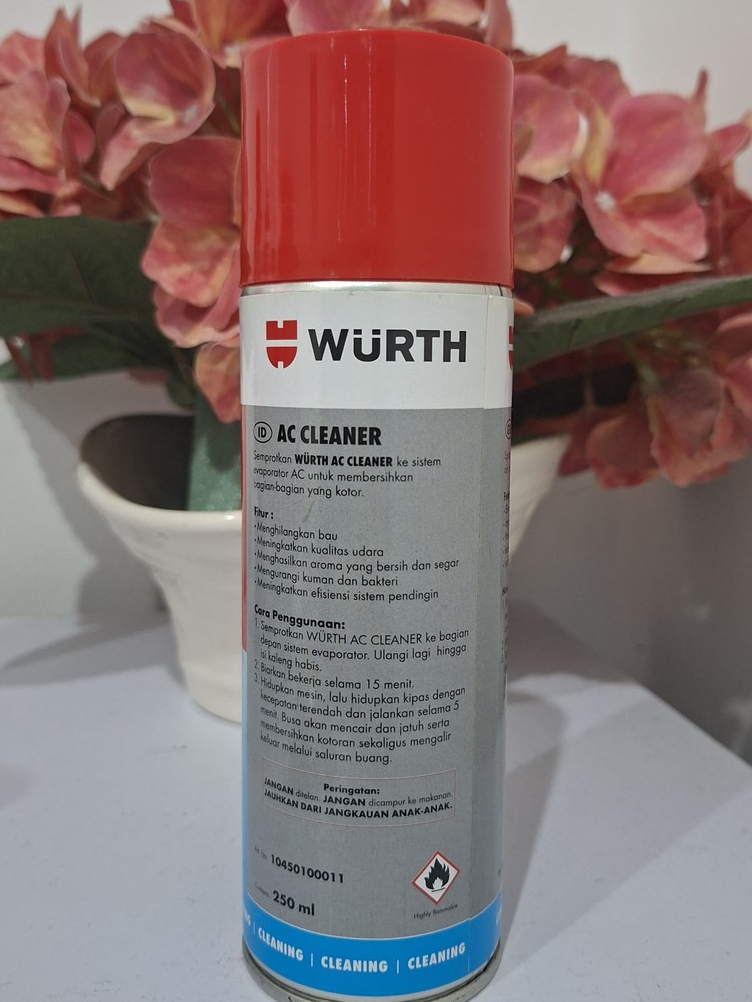 WÜRTH
ID AC CLEANER
Semprotkan WÜRTH AC CLEANER ke sistem
evaporator AC untuk membersihkan
bagian-bagian yang kotor.
Fitur :
• Menghilangkan bau
• Meningkatkan kualitas udara
• Menghasilkan aroma yang bersih dan segar
• Mengurangi kuman dan bakteri
• Meningkatkan efisiensi sistem pendingin
Cara Penggunaan:
1. Semprotkan WÜRTH AC CLEANER ke bagian
depan sistem evaporator. Ulangi lagi hingga
isi kaleng habis.
2. Biarkan bekerja selama 15 menit.
3. Hidupkan mesin, lalu hidupkan kipas dengan
kecepatan terendah dan jalankan selama 5
menit. Busa akan mencair dan jatuh serta
membersihkan kotoran sekaligus mengalir
keluar melalui saluran buang.
Peringatan:
JANGAN ditelan. JANGAN dicampur ke makanan.
JAUHKAN DARI JANGKAUAN ANAK-ANAK.
10450100011
250 ml
Highly flammable
CLEANING | CLEANING | CLEANING